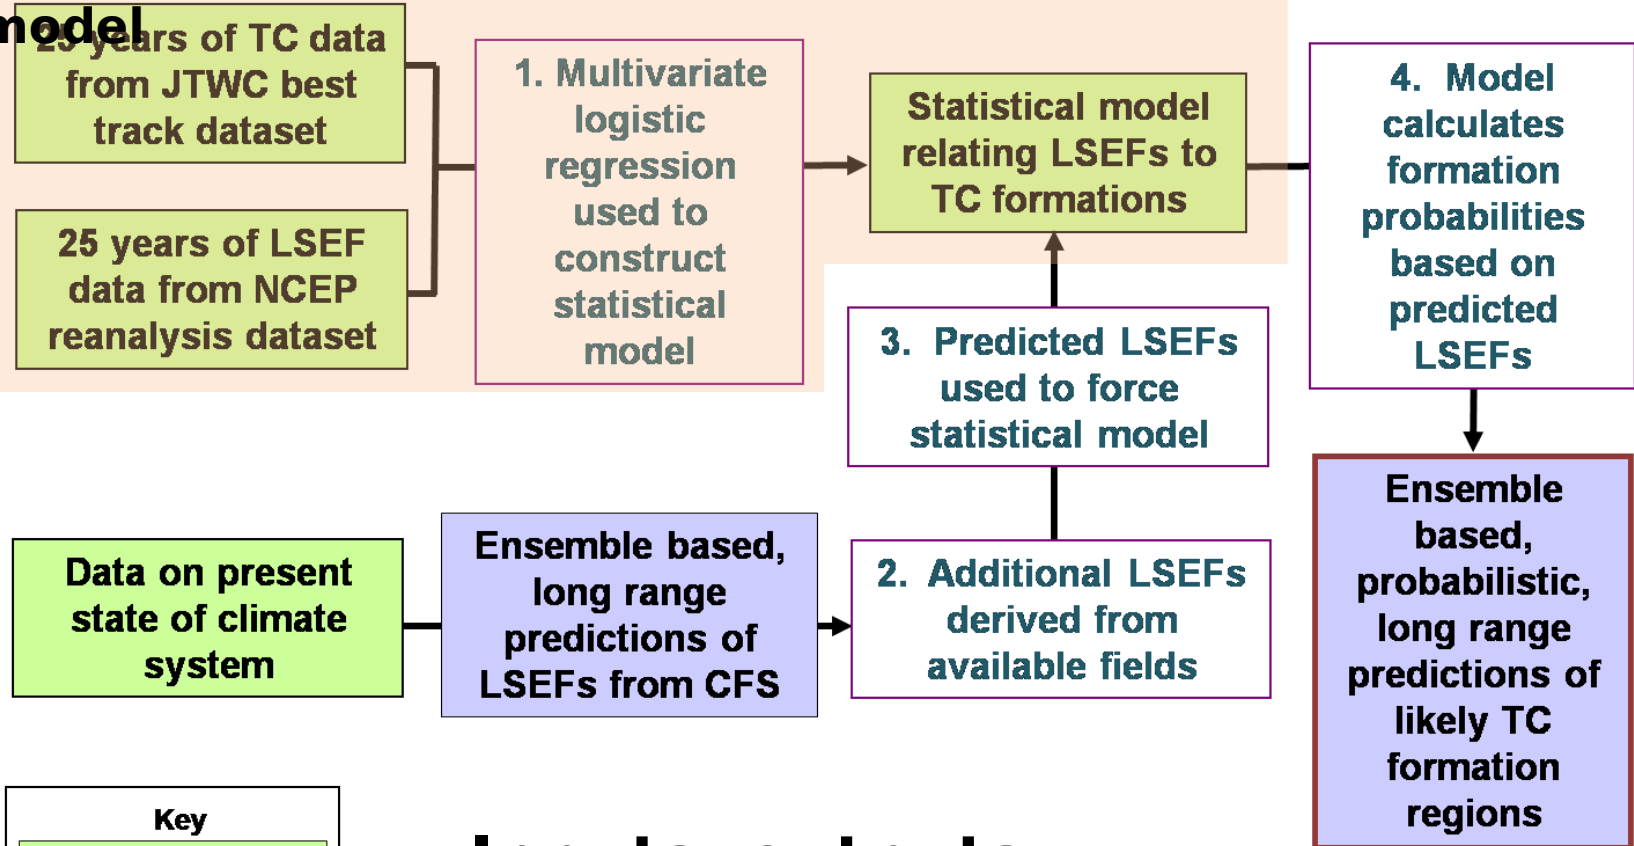 model
25 years of TC data
from JTWC best
track dataset
25 years of LSEF
data from NCEP
reanalysis dataset
1. Multivariate
logistic
regression
used to
construct
statistical
model
Statistical model
relating LSEFs to
TC formations
4. Model
calculates
formation
probabilities
based on
predicted
LSEFs
3. Predicted LSEFs
used to force
statistical model
Data on present
state of climate
system
Ensemble based,
long range
predictions of
LSEFs from CFS
2. Additional LSEFs
derived from
available fields
Ensemble
based,
probabilistic,
long range
predictions of
likely TC
formation
regions
Key